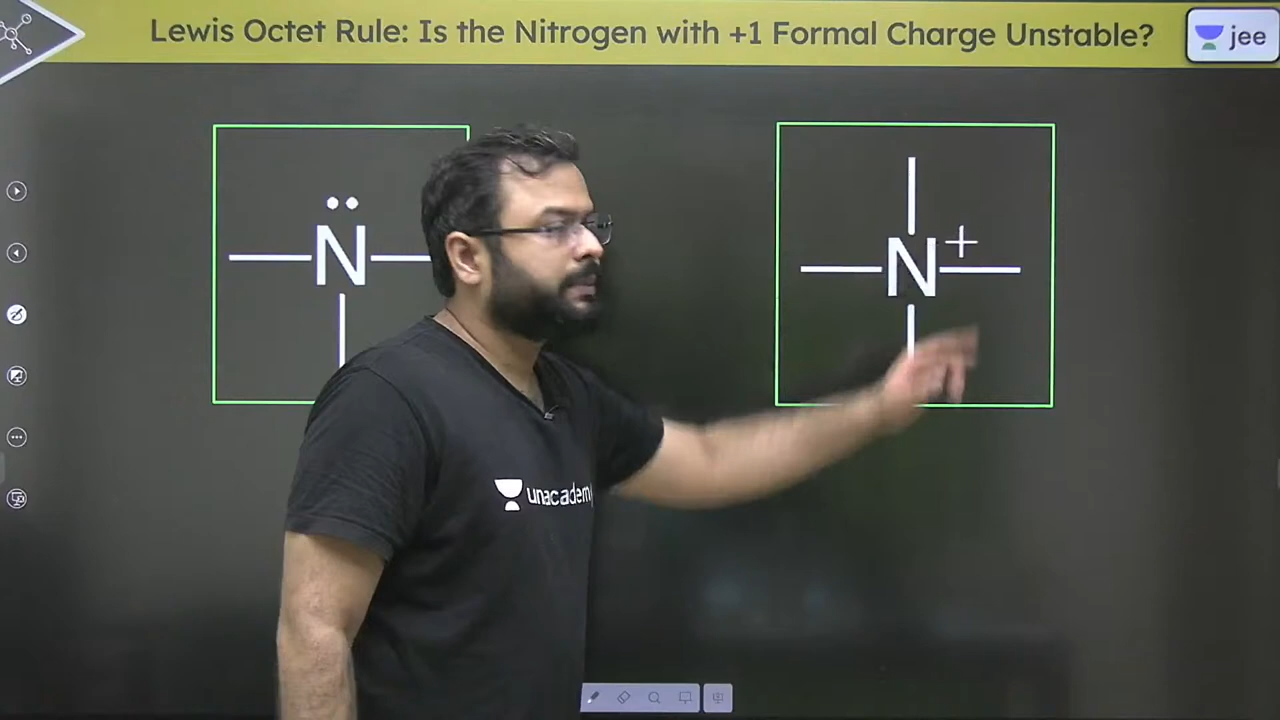 Lewis Octet Rule: Is the Nitrogen with +1 Formal Charge Unstable?
jee
N
N+
unacademy